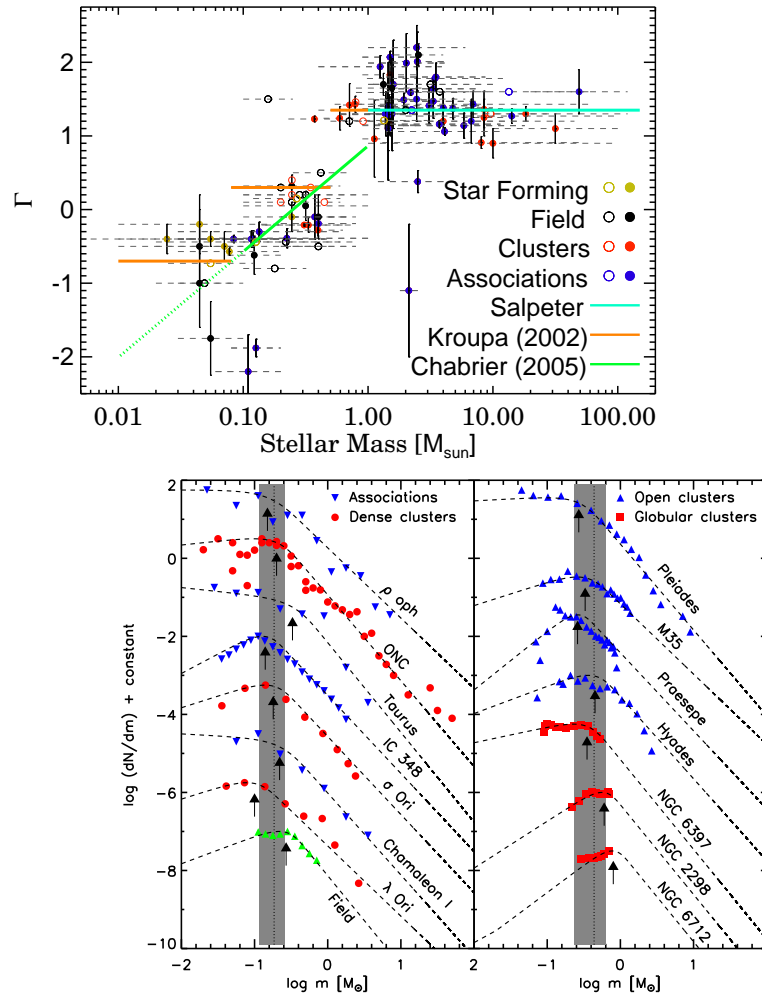 2
1
0
-1
-2
Γ
Star Forming
Field
Clusters
Associations
Salpeter
Kroupa (2002)
Chabrier (2005)
0.01 0.10 1.00 10.00 100.00
Stellar Mass [Msun]
2
0
-2
-4
-6
-8
-10
log (dN/dm) + constant
Associations
Dense clusters
ρ oph
ONC
Taurus
IC 348
σ Ori
Chamaleon I
λ Ori
Field
-2 -1 0 1
log m [M⊙]
Open clusters
Globular clusters
Pleiades
M35
Praesepe
Hyades
NGC 6397
NGC 2298
NGC 6712
-2 -1 0 1
log m [M⊙]